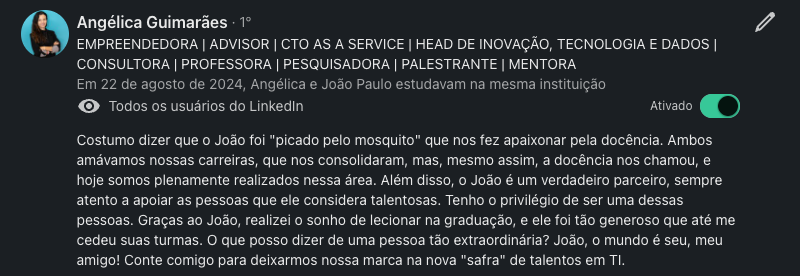 Angélica Guimarães · 1º
EMPREENDEDORA | ADVISOR | CTO AS A SERVICE | HEAD DE INOVAÇÃO, TECNOLOGIA E DADOS |
CONSULTORA | PROFESSORA | PESQUISADORA | PALESTRANTE | MENTORA
Em 22 de agosto de 2024, Angélica e João Paulo estudavam na mesma instituição
Todos os usuários do LinkedIn
Ativado
Costumo dizer que o João foi "picado pelo mosquito" que nos fez apaixonar pela docência. Ambos
amávamos nossas carreiras, que nos consolidaram, mas, mesmo assim, a docência nos chamou, e
hoje somos plenamente realizados nessa área. Além disso, o João é um verdadeiro parceiro, sempre
atento a apoiar as pessoas que ele considera talentosas. Tenho o privilégio de ser uma dessas
pessoas. Graças ao João, realizei o sonho de lecionar na graduação, e ele foi tão generoso que até me
cedeu suas turmas. O que posso dizer de uma pessoa tão extraordinária? João, o mundo é seu, meu
amigo! Conte comigo para deixarmos nossa marca na nova "safra" de talentos em TI.